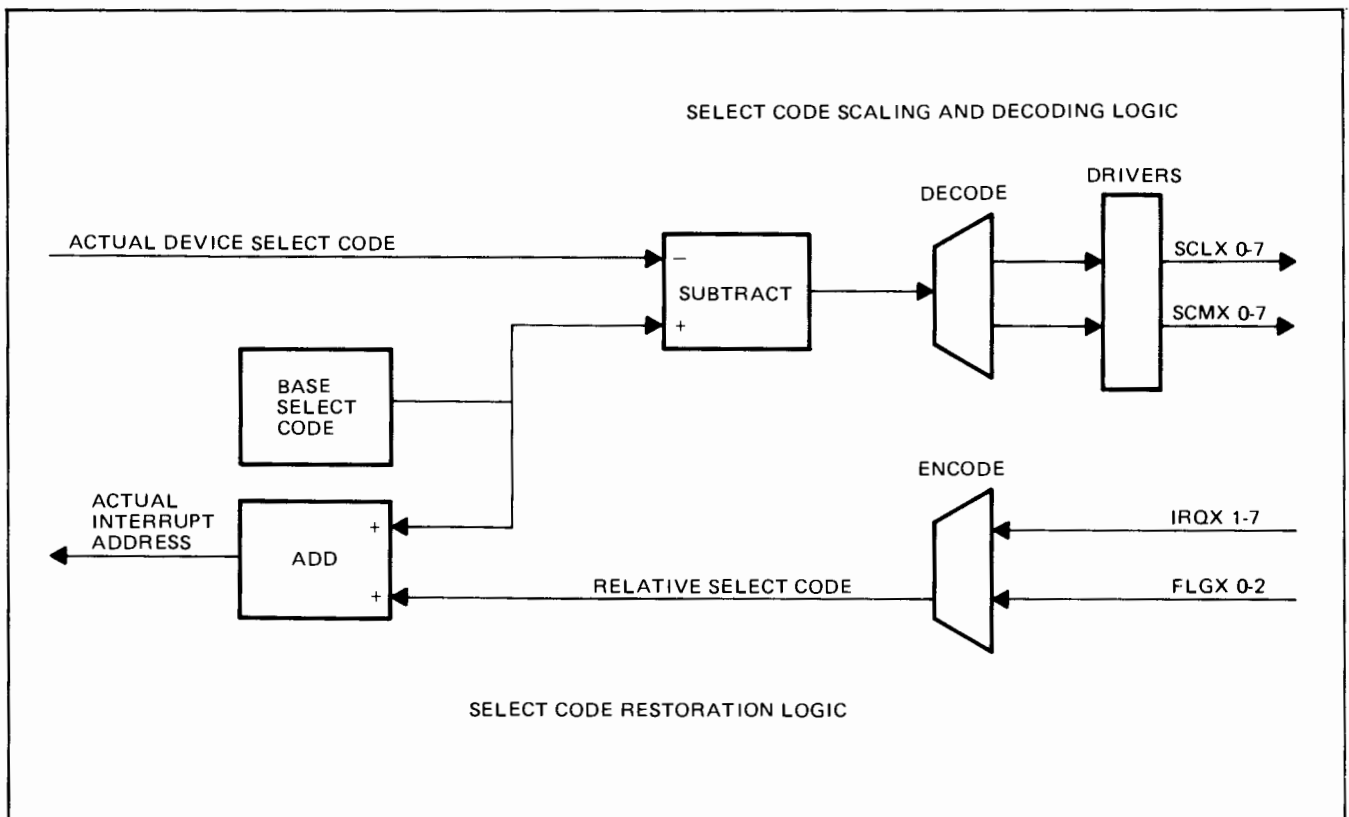 SELECT CODE SCALING AND DECODING LOGIC
DRIVERS
DECODE
ACTUAL DEVICE SELECT CODE
−
SUBTRACT
+
SCLX 0-7
SCMX 0-7
BASE
SELECT
CODE
ENCODE
ACTUAL
INTERRUPT
ADDRESS
+
ADD
+
IRQX 1-7
RELATIVE SELECT CODE
FLGX 0-2
SELECT CODE RESTORATION LOGIC